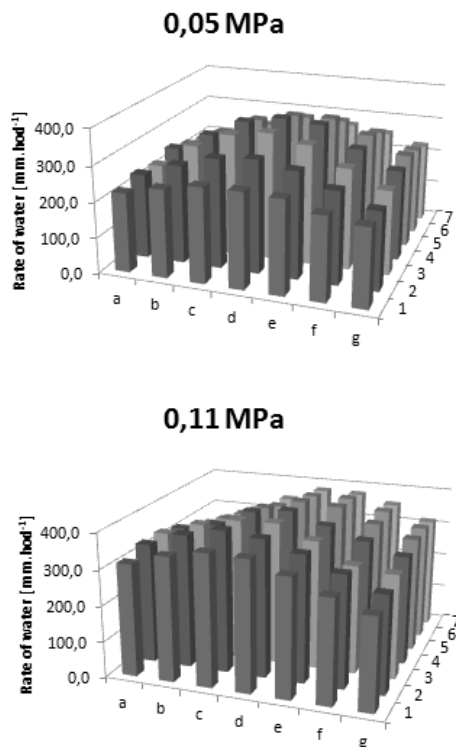 0,05 MPa
Rate of water [mm.hod⁻¹]
400,0
300,0
200,0
100,0
0,0
a b c d e f g
1 2 3 4 5 6 7
0,11 MPa
Rate of water [mm.hod⁻¹]
400,0
300,0
200,0
100,0
0,0
a b c d e f g
1 2 3 4 5 6 7